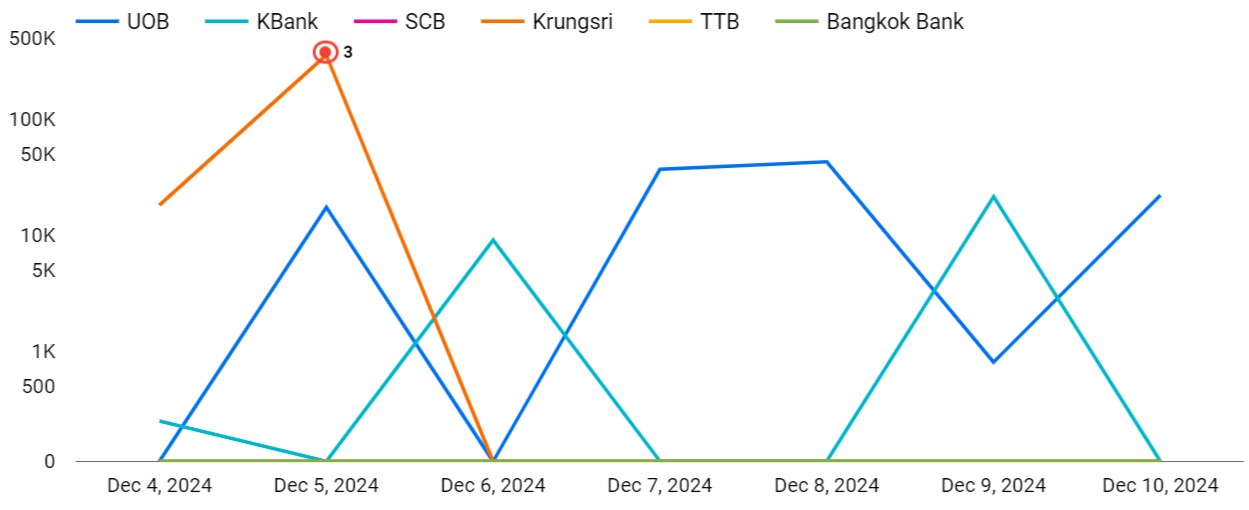 UOB KBank SCB Krungsri TTB Bangkok Bank
500K
3
100K
50K
10K
5K
1K
500
0
Dec 4, 2024 Dec 5, 2024 Dec 6, 2024 Dec 7, 2024 Dec 8, 2024 Dec 9, 2024 Dec 10, 2024